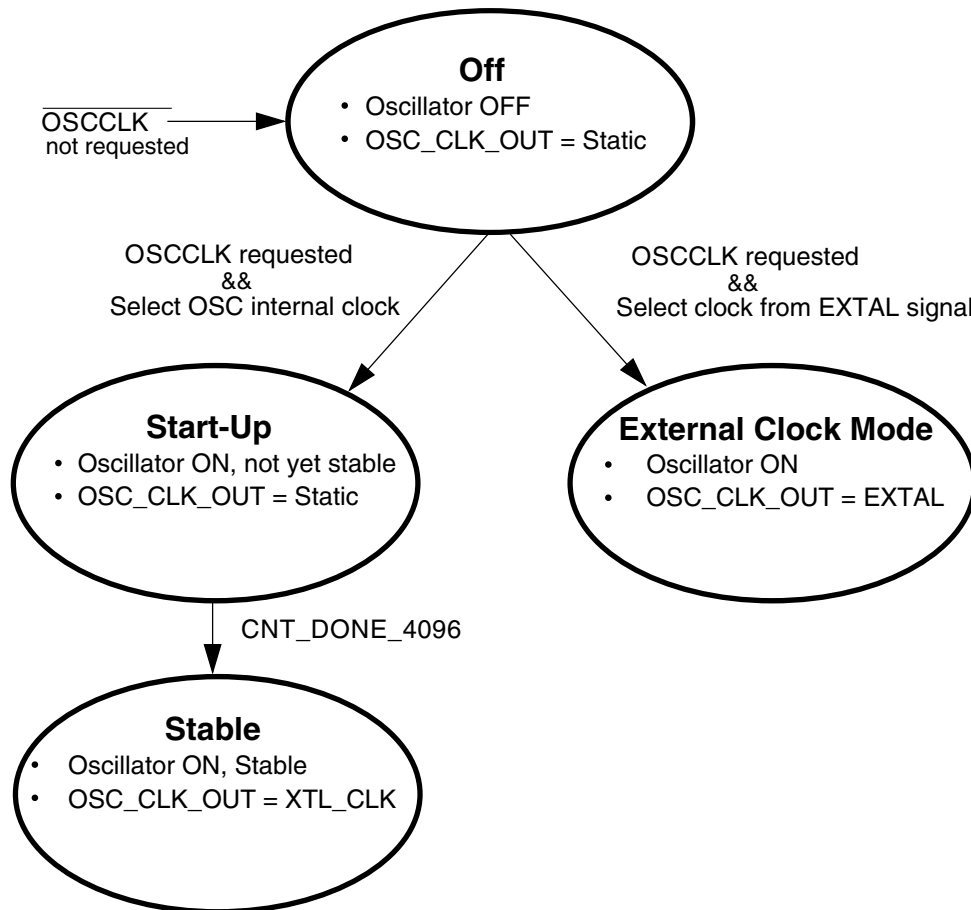 Off
• Oscillator OFF
• OSC_CLK_OUT = Static
OSCCLK
not requested
OSCCLK requested
&&
Select OSC internal clock
OSCCLK requested
&&
Select clock from EXTAL signal
Start-Up
• Oscillator ON, not yet stable
• OSC_CLK_OUT = Static
External Clock Mode
• Oscillator ON
• OSC_CLK_OUT = EXTAL
CNT_DONE_4096
Stable
• Oscillator ON, Stable
• OSC_CLK_OUT = XTL_CLK